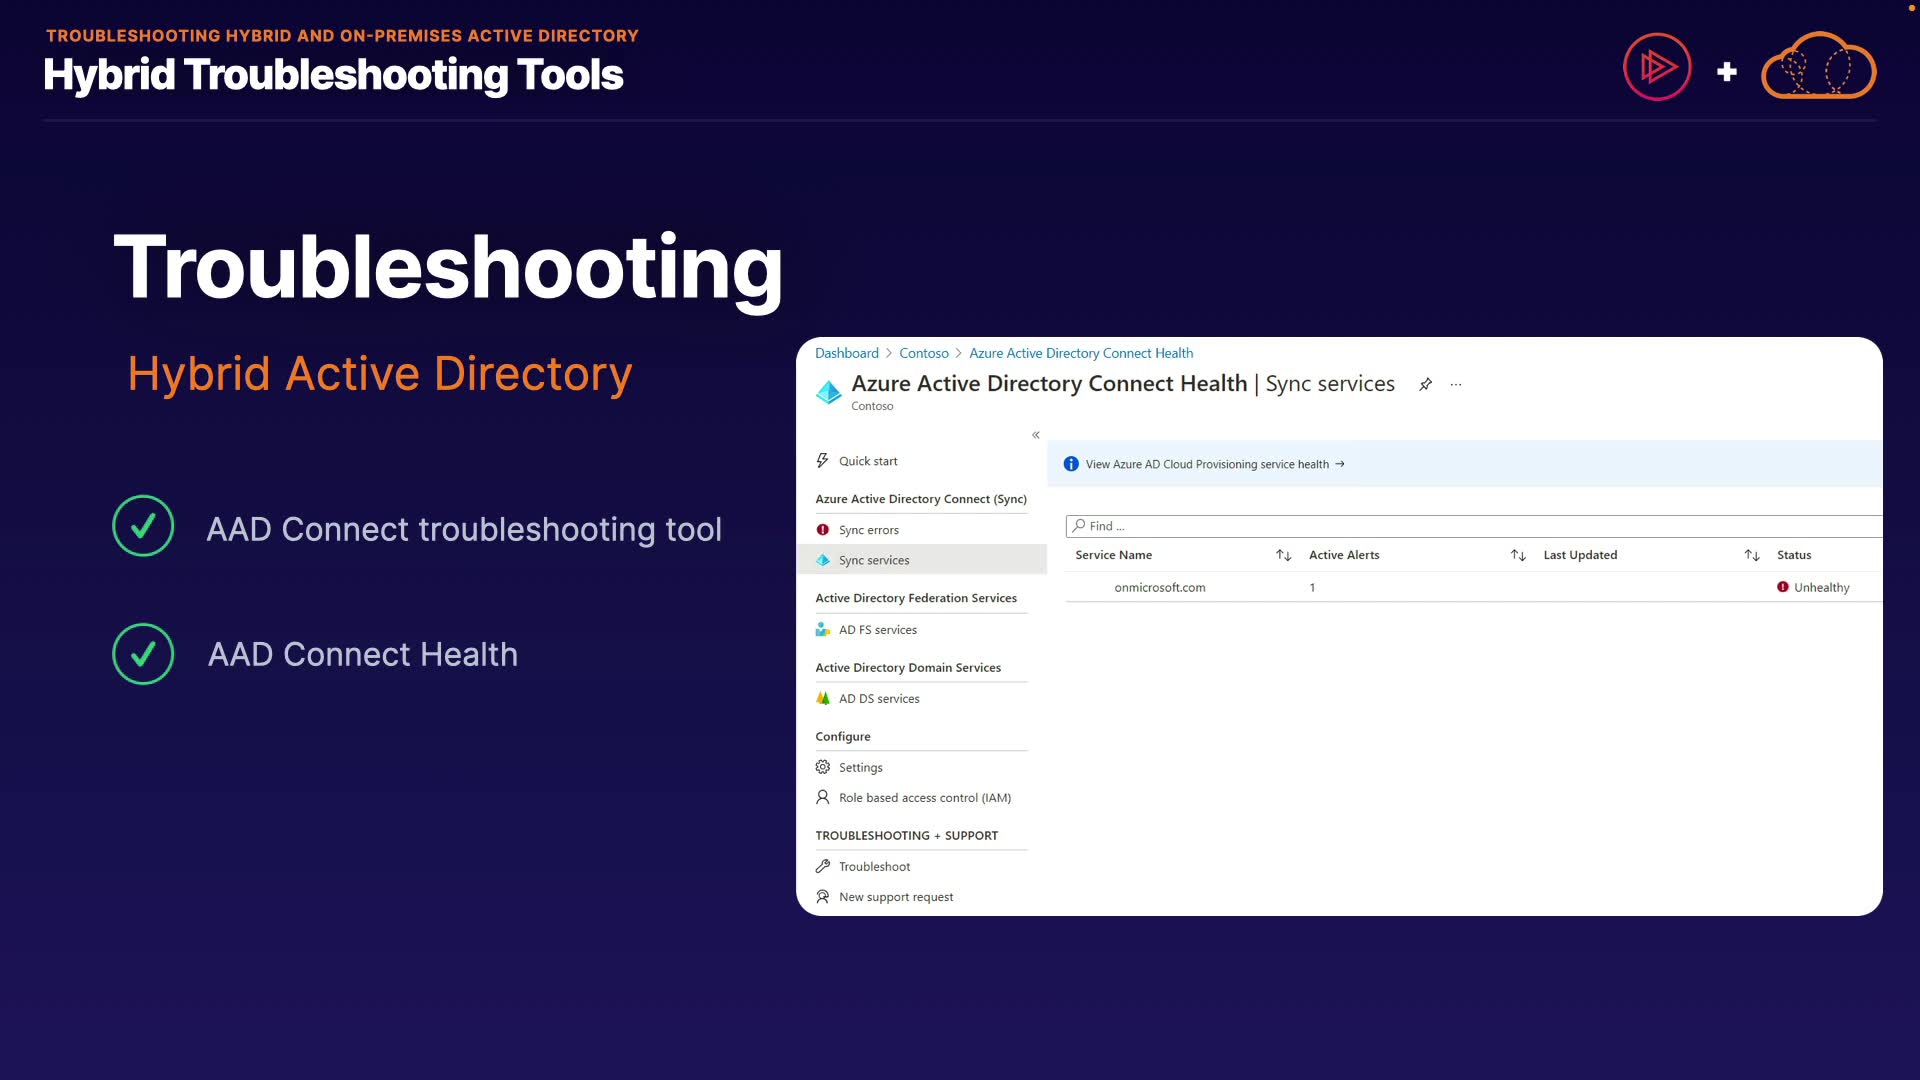 TROUBLESHOOTING HYBRID AND ON-PREMISES ACTIVE DIRECTORY
Hybrid Troubleshooting Tools
Troubleshooting
Hybrid Active Directory
AAD Connect troubleshooting tool
AAD Connect Health
Dashboard > Contoso > Azure Active Directory Connect Health
Azure Active Directory Connect Health | Sync services
Contoso
Quick start
Azure Active Directory Connect (Sync)
Sync errors
Sync services
Active Directory Federation Services
AD FS services
Active Directory Domain Services
AD DS services
Configure
Settings
Role based access control (IAM)
TROUBLESHOOTING + SUPPORT
Troubleshoot
New support request
View Azure AD Cloud Provisioning service health →
Find ...
Service Name Active Alerts Last Updated Status
onmicrosoft.com 1 Unhealthy